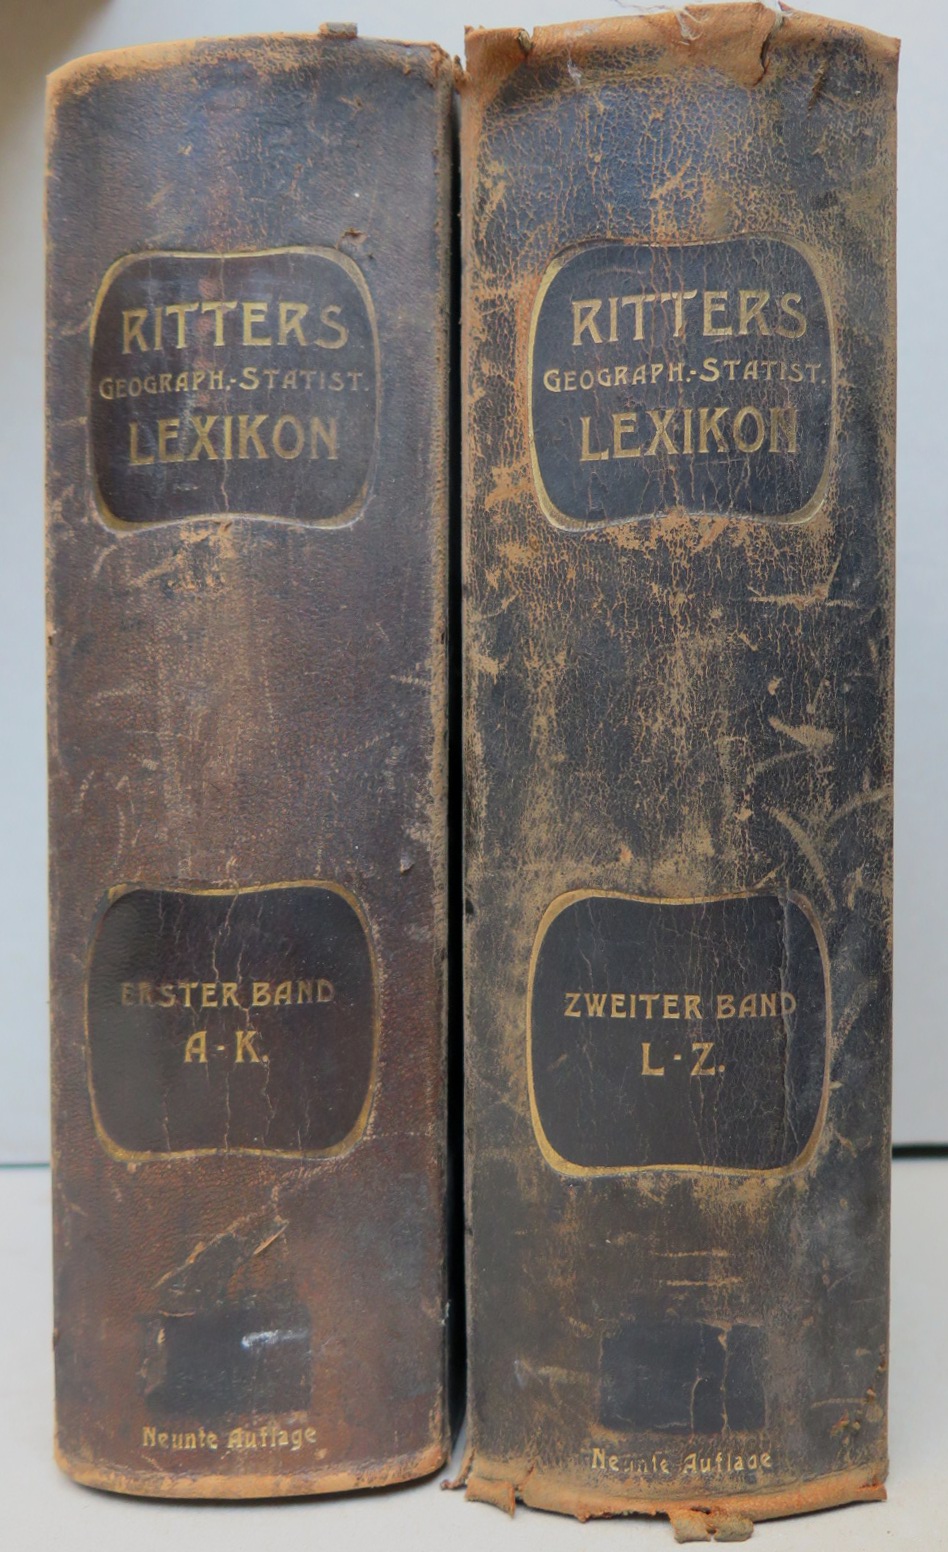 RITTERS
GEOGRAPH.-STATIST.
LEXIKON
ERSTER BAND
A-K.
Neunte Auflage
RITTERS
GEOGRAPH.-STATIST.
LEXIKON
ZWEITER BAND
L-Z.
Neunte Auflage